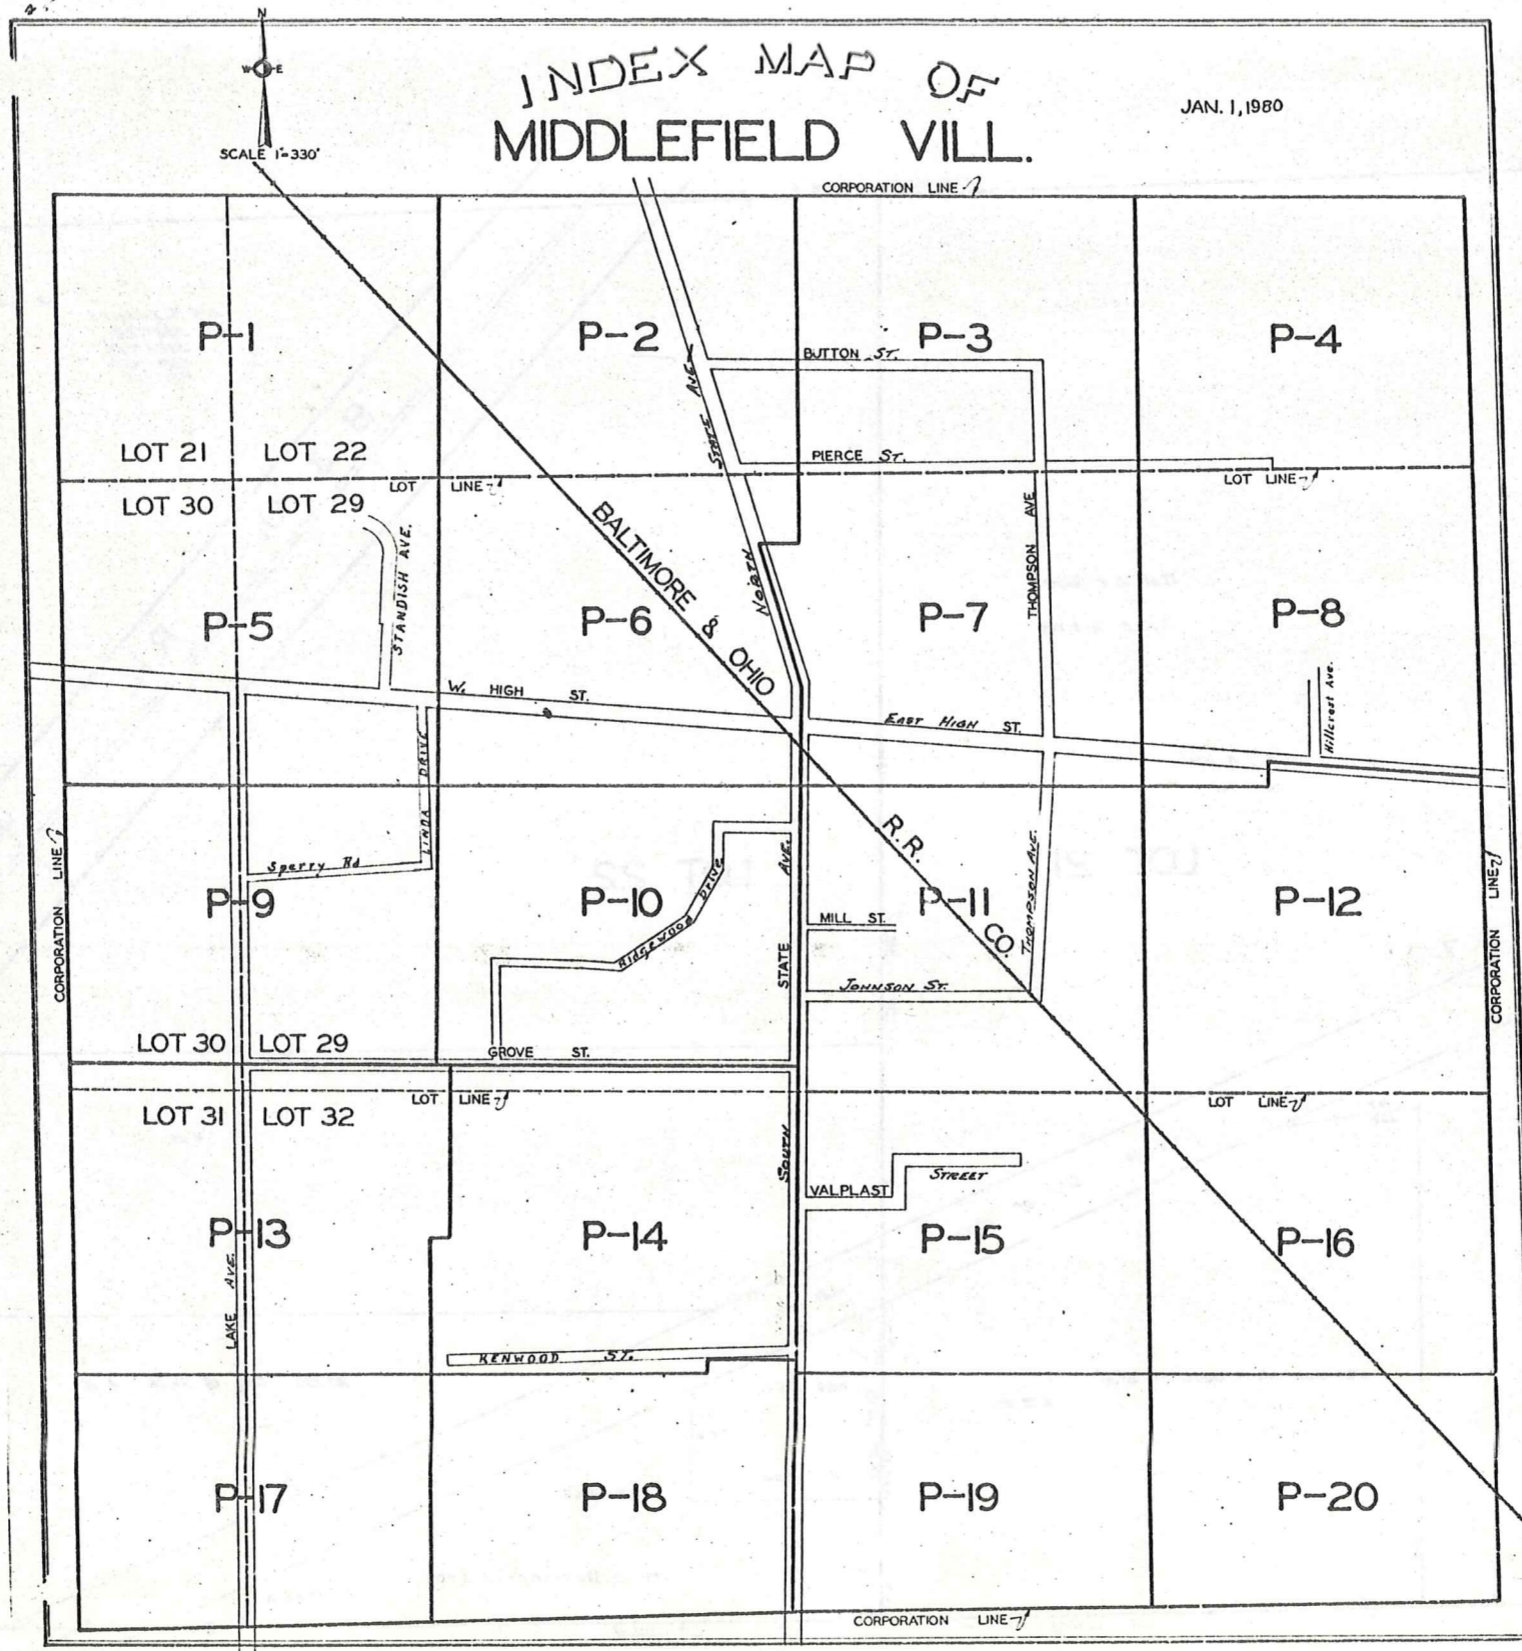 N
W E
SCALE 1"=330'
INDEX MAP OF
MIDDLEFIELD VILL.
JAN. 1, 1980
CORPORATION LINE
P-1
P-2
P-3
P-4
BUTTON ST.
STATE AVE.
LOT 21 LOT 22
PIERCE ST.
LOT LINE
LOT LINE
LOT 30 LOT 29
STANDISH AVE.
BALTIMORE & OHIO
NORTH
THOMPSON AVE
P-5
P-6
P-7
P-8
Hillcrest Ave.
W. HIGH ST.
EAST HIGH ST.
LINDA DRIVE
Sperry Rd
R.R.
CO.
P-9
P-10
P-11
P-12
Ridgewood DRIVE
STATE AVE.
MILL ST.
THOMPSON AVE.
JOHNSON ST.
CORPORATION LINE
CORPORATION LINE
LOT 30 LOT 29
GROVE ST.
LOT LINE
LOT LINE
LOT 31 LOT 32
SOUTH
VALPLAST STREET
P-13
P-14
P-15
P-16
LAKE AVE.
KENWOOD ST.
P-17
P-18
P-19
P-20
CORPORATION LINE